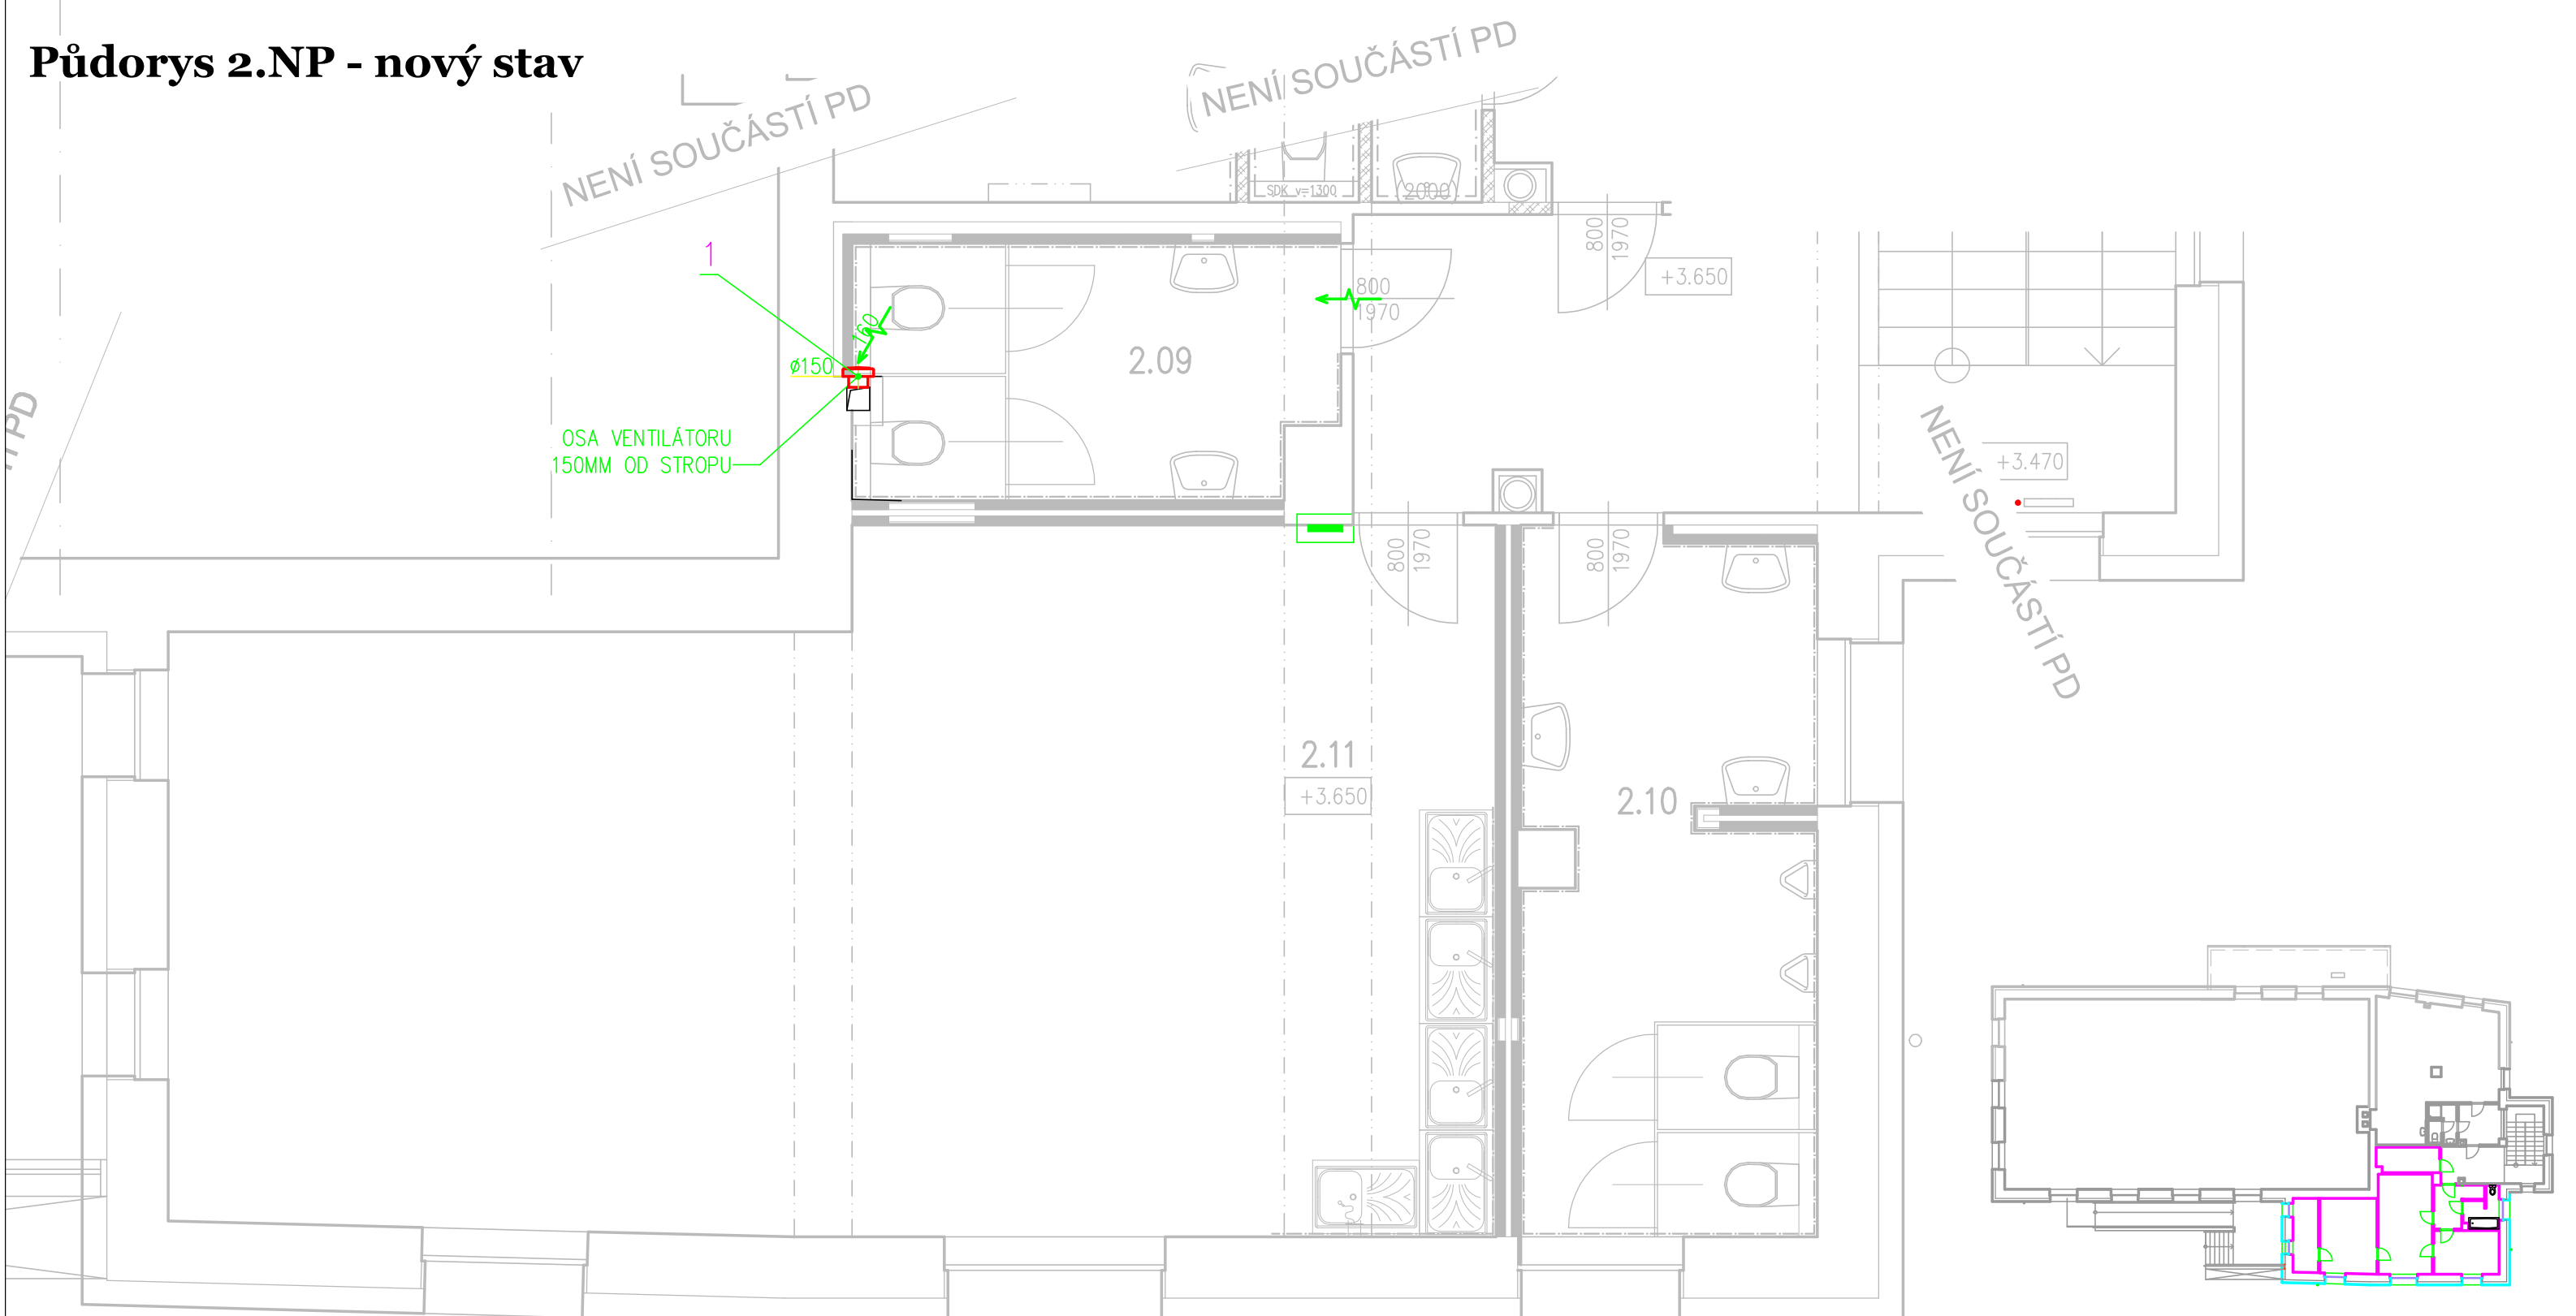 Půdorys 2.NP - nový stav
NENÍ SOUČÁSTÍ PD
NENÍ SOUČÁSTÍ PD
SDK v=1300
(2000)
800
1970
+3.650
1
160
800
1970
ø150
2.09
OSA VENTILÁTORU
150MM OD STROPU
PD
NENÍ SOUČÁSTÍ PD
+3.470
800
1970
800
1970
2.11
+3.650
2.10